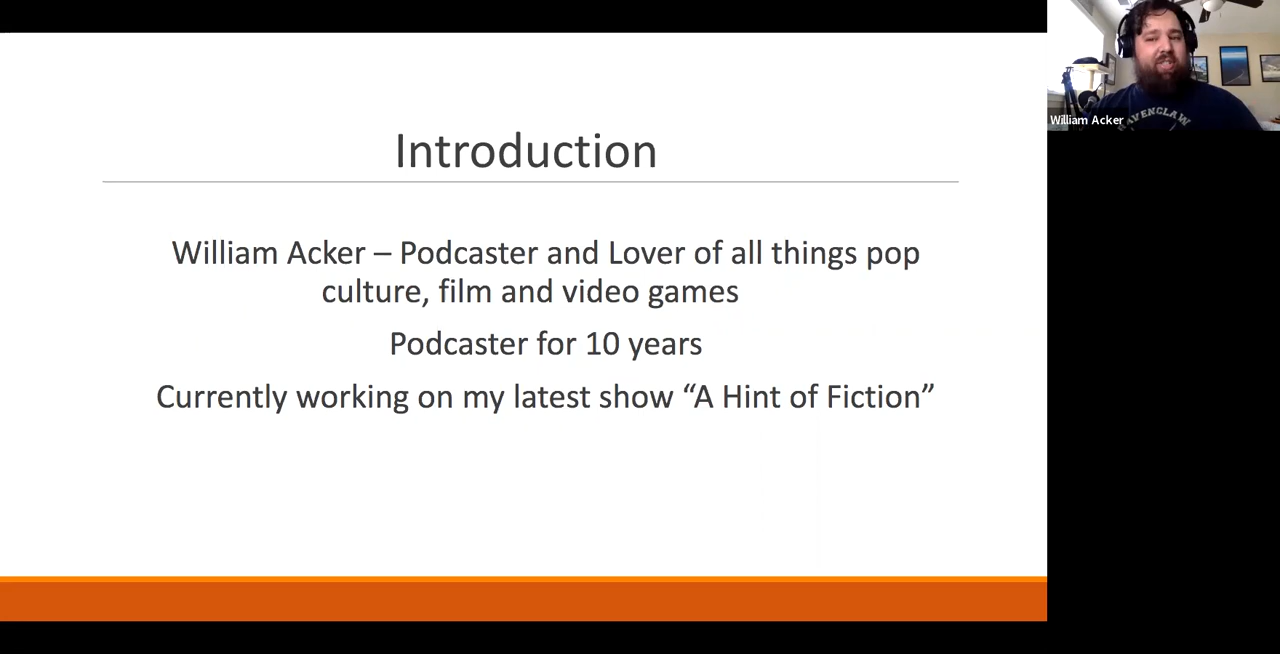 Introduction
William Acker – Podcaster and Lover of all things pop
culture, film and video games
Podcaster for 10 years
Currently working on my latest show “A Hint of Fiction”
William Acker
RAVENCLAW